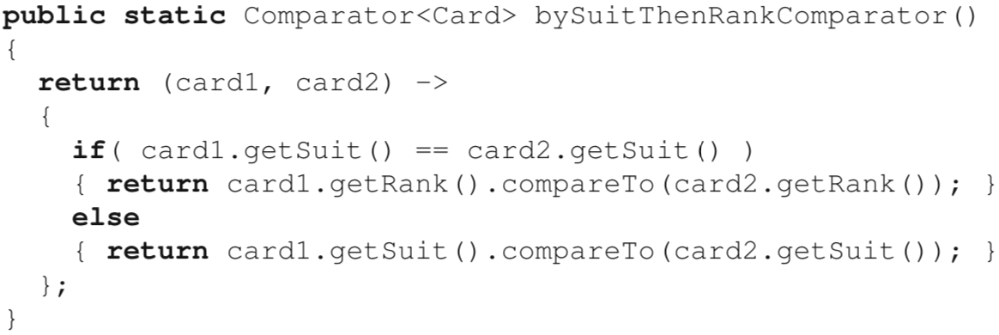 public static Comparator<Card> bySuitThenRankComparator()
{
  return (card1, card2) ->
  {
    if( card1.getSuit() == card2.getSuit() )
    { return card1.getRank().compareTo(card2.getRank()); }
    else
    { return card1.getSuit().compareTo(card2.getSuit()); }
  };
}